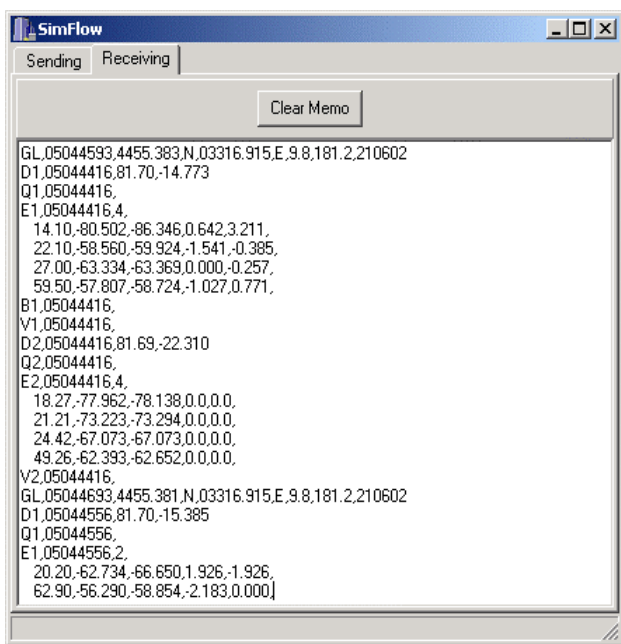 SimFlow
Sending Receiving
Clear Memo
GL,05044593,4455.383,N,03316.915,E,9.8,181.2,210602
D1,05044416,81.70,-14.773
Q1,05044416,
E1,05044416,4,
14.10,-80.502,-86.346,0.642,3.211,
22.10,-58.560,-59.924,-1.541,-0.385,
27.00,-63.334,-63.369,0.000,-0.257,
59.50,-57.807,-58.724,-1.027,0.771,
B1,05044416,
V1,05044416,
D2,05044416,81.69,-22.310
Q2,05044416,
E2,05044416,4,
18.27,-77.962,-78.138,0.0,0.0,
21.21,-73.223,-73.294,0.0,0.0,
24.42,-67.073,-67.073,0.0,0.0,
49.26,-62.393,-62.652,0.0,0.0,
V2,05044416,
GL,05044693,4455.381,N,03316.915,E,9.8,181.2,210602
D1,05044556,81.70,-15.385
Q1,05044556,
E1,05044556,2,
20.20,-62.734,-66.650,1.926,-1.926,
62.90,-56.290,-58.854,-2.183,0.000,